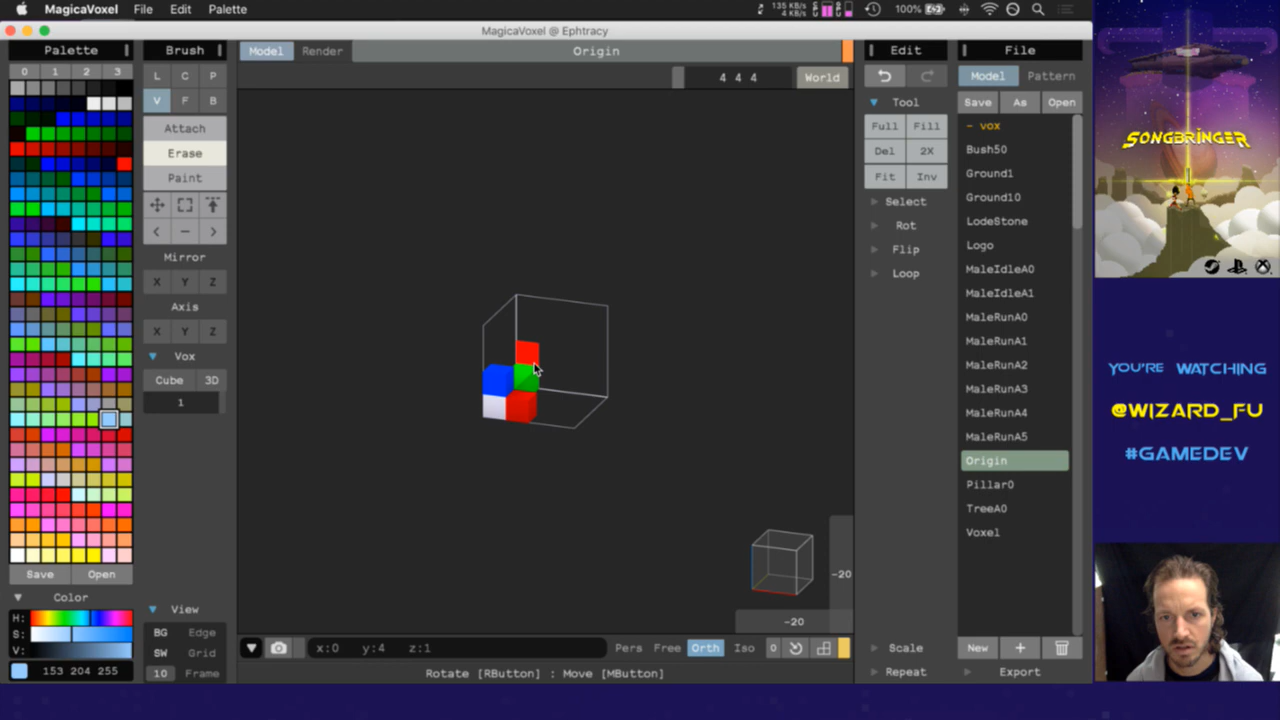 MagicaVoxel File Edit Palette
135 KB/s
4 KB/s
100%
MagicaVoxel @ Ephtracy
Palette
0 1 2 3
Save Open
Color
H:
S:
V:
153 204 255
Brush
L C P
V F B
Attach
Erase
Paint
< − >
Mirror
X Y Z
Axis
X Y Z
Vox
Cube 3D
1
View
BG Edge
SW Grid
10 Frame
Model Render Origin
4 4 4 World
-20
-20
x:0 y:4 z:1 Pers Free Orth Iso 0
Rotate [RButton] : Move [MButton]
Edit
Tool
Full Fill
Del 2X
Fit Inv
Select
Rot
Flip
Loop
Scale
Repeat
File
Model Pattern
Save As Open
- vox
Bush50
Ground1
Ground10
LodeStone
Logo
MaleIdleA0
MaleIdleA1
MaleRunA0
MaleRunA1
MaleRunA2
MaleRunA3
MaleRunA4
MaleRunA5
Origin
Pillar0
TreeA0
Voxel
New +
Export
SONGBRINGER
YOU'RE WATCHING
@WIZARD_FU
#GAMEDEV